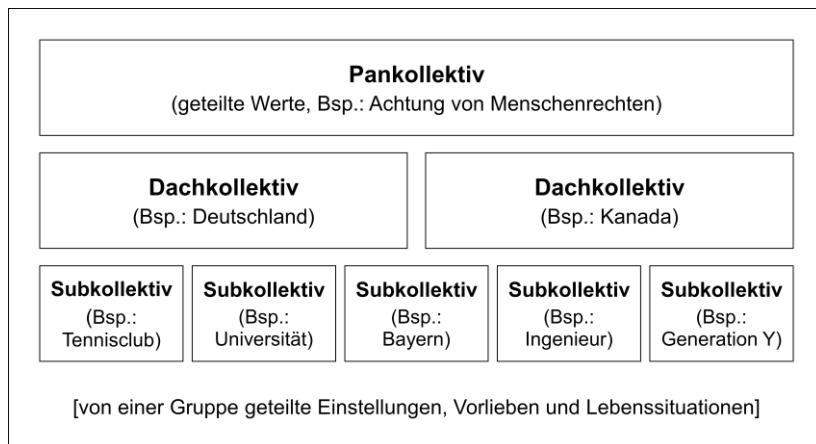 Pankollektiv
(geteilte Werte, Bsp.: Achtung von Menschenrechten)
Dachkollektiv
(Bsp.: Deutschland)
Dachkollektiv
(Bsp.: Kanada)
Subkollektiv
(Bsp.:
Tennisclub)
Subkollektiv
(Bsp.:
Universität)
Subkollektiv
(Bsp.:
Bayern)
Subkollektiv
(Bsp.:
Ingenieur)
Subkollektiv
(Bsp.:
Generation Y)
[von einer Gruppe geteilte Einstellungen, Vorlieben und Lebenssituationen]